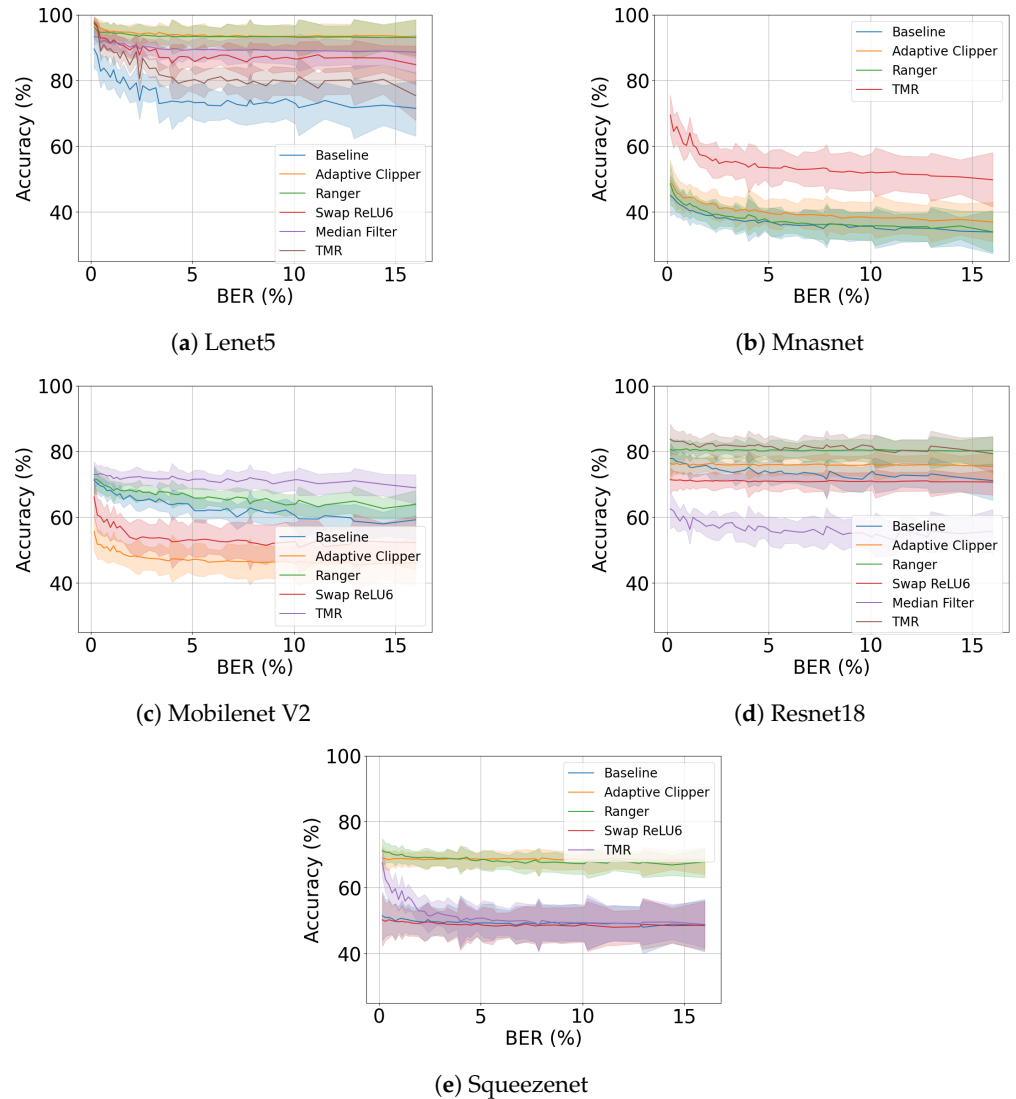 100
80
60
40
Accuracy (%)
Baseline
Adaptive Clipper
Ranger
Swap ReLU6
Median Filter
TMR
0 5 10 15
BER (%)
(a) Lenet5
100
80
60
40
Accuracy (%)
Baseline
Adaptive Clipper
Ranger
TMR
0 5 10 15
BER (%)
(b) Mnasnet
100
80
60
40
Accuracy (%)
Baseline
Adaptive Clipper
Ranger
Swap ReLU6
TMR
0 5 10 15
BER (%)
(c) Mobilenet V2
100
80
60
40
Accuracy (%)
Baseline
Adaptive Clipper
Ranger
Swap ReLU6
Median Filter
TMR
0 5 10 15
BER (%)
(d) Resnet18
100
80
60
40
Accuracy (%)
Baseline
Adaptive Clipper
Ranger
Swap ReLU6
TMR
0 5 10 15
BER (%)
(e) Squeezenet